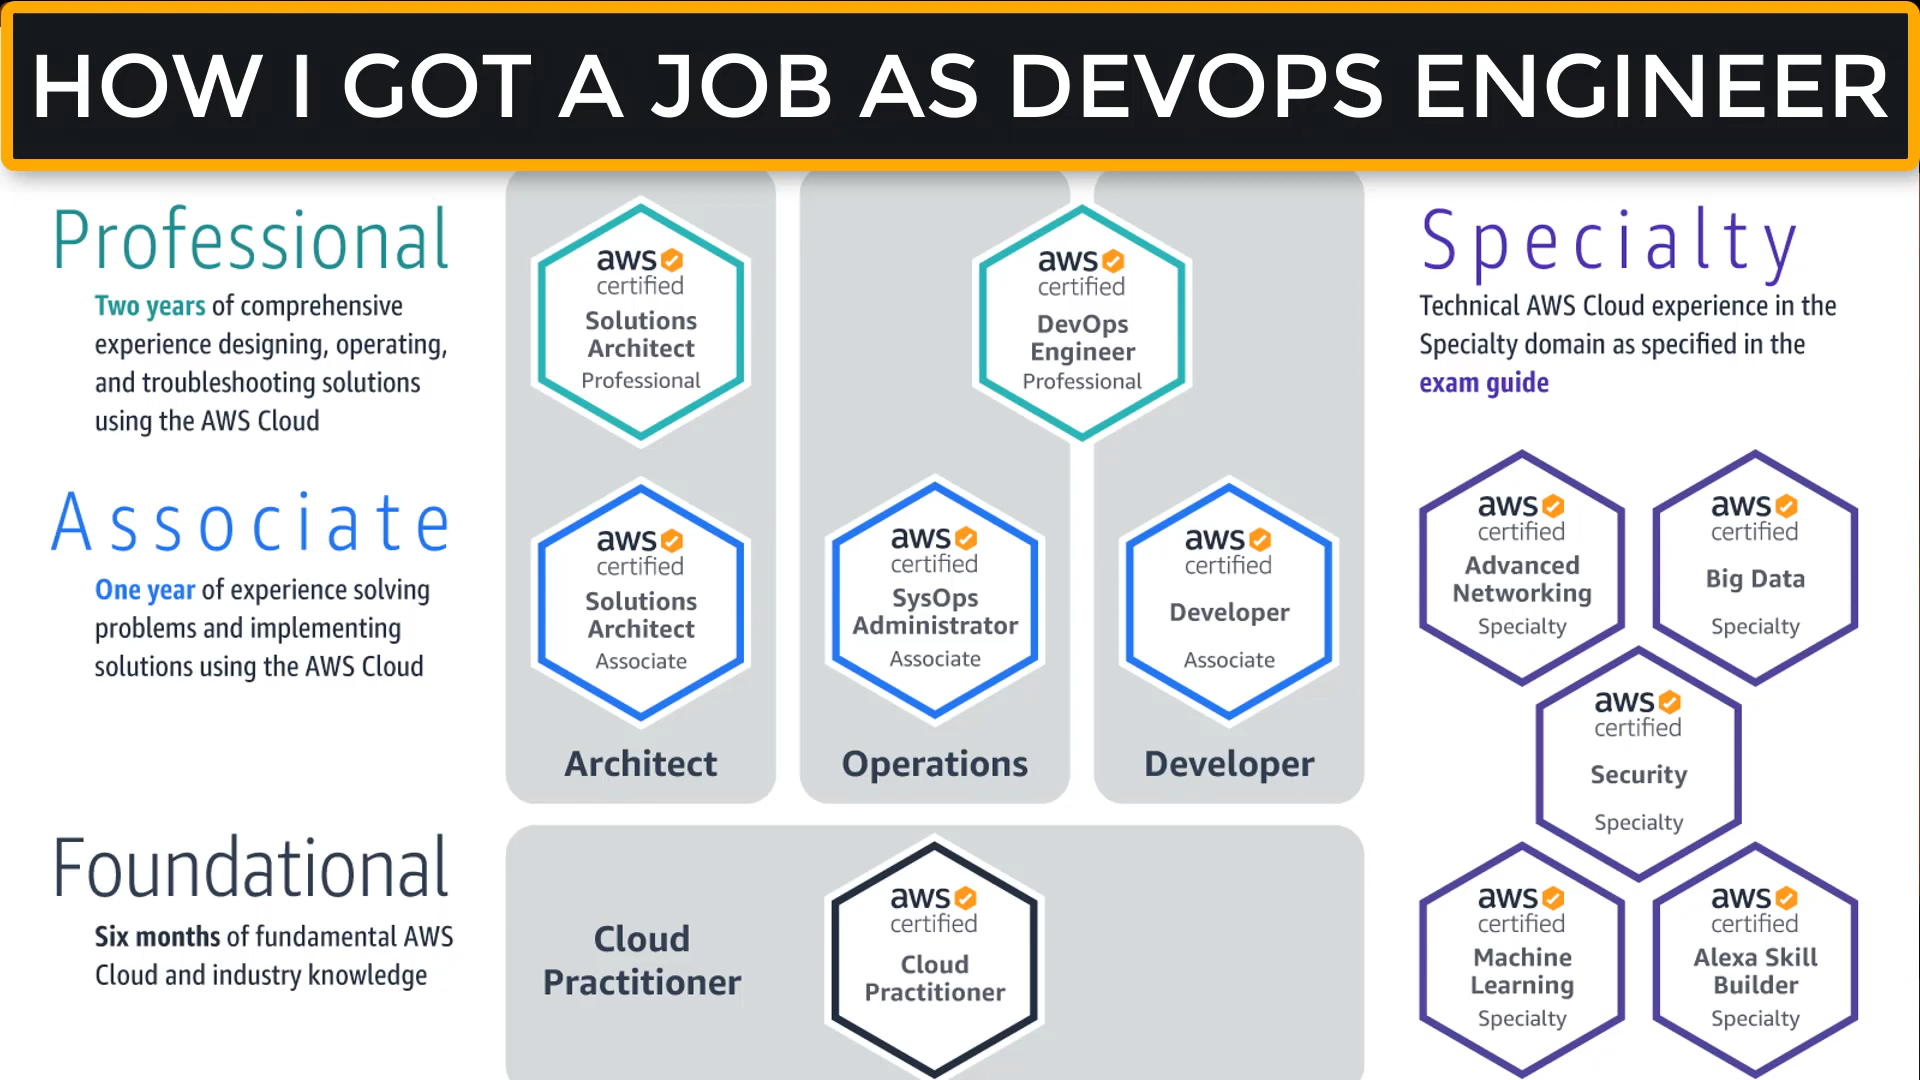 HOW I GOT A JOB AS DEVOPS ENGINEER
Professional
Two years of comprehensive
experience designing, operating,
and troubleshooting solutions
using the AWS Cloud
aws
certified
Solutions
Architect
Professional
aws
certified
DevOps
Engineer
Professional
Specialty
Technical AWS Cloud experience in the
Specialty domain as specified in the
exam guide
Associate
One year of experience solving
problems and implementing
solutions using the AWS Cloud
aws
certified
Solutions
Architect
Associate
Architect
aws
certified
SysOps
Administrator
Associate
Operations
aws
certified
Developer
Associate
Developer
aws
certified
Advanced
Networking
Specialty
aws
certified
Big Data
Specialty
aws
certified
Security
Specialty
Foundational
Six months of fundamental AWS
Cloud and industry knowledge
Cloud
Practitioner
aws
certified
Cloud
Practitioner
aws
certified
Machine
Learning
Specialty
aws
certified
Alexa Skill
Builder
Specialty